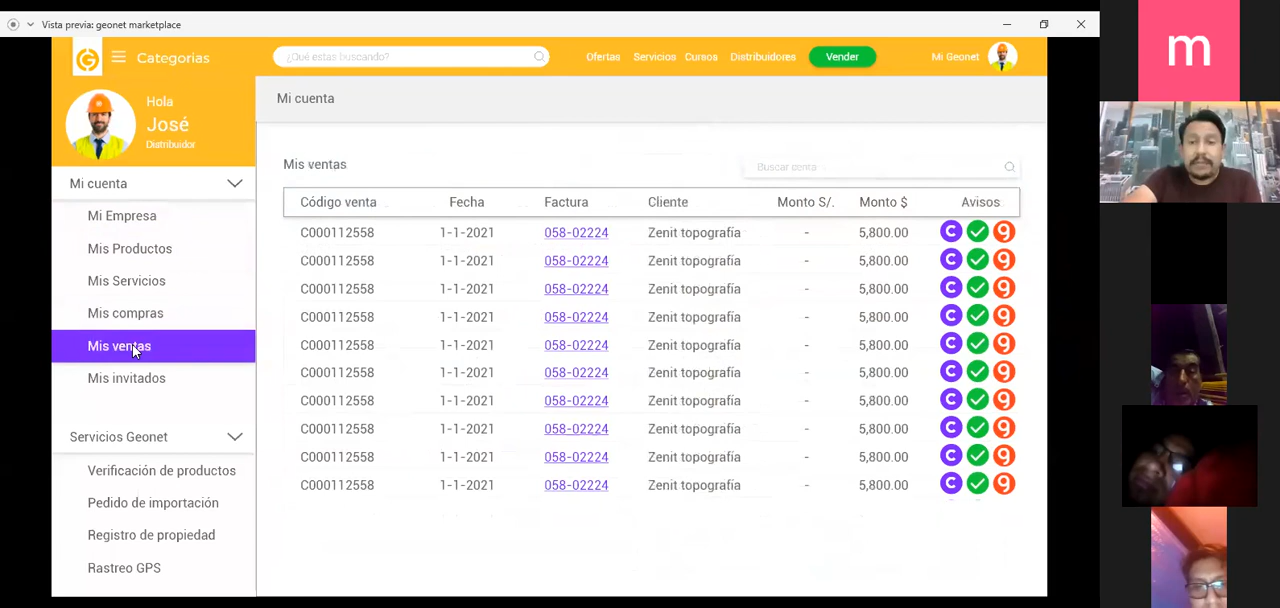 Vista previa: geonet marketplace
Categorias
¿Qué estas buscando?
Ofertas Servicios Cursos Distribuidores Vender Mi Geonet
Hola
José
Distribuidor
Mi cuenta
Mi Empresa
Mis Productos
Mis Servicios
Mis compras
Mis ventas
Mis invitados
Servicios Geonet
Verificación de productos
Pedido de importación
Registro de propiedad
Rastreo GPS
Mi cuenta
Mis ventas
Buscar venta
Código venta Fecha Factura Cliente Monto S/. Monto $ Avisos
C000112558 1-1-2021 058-02224 Zenit topografía - 5,800.00 C g
C000112558 1-1-2021 058-02224 Zenit topografía - 5,800.00 C g
C000112558 1-1-2021 058-02224 Zenit topografía - 5,800.00 C g
C000112558 1-1-2021 058-02224 Zenit topografía - 5,800.00 C g
C000112558 1-1-2021 058-02224 Zenit topografía - 5,800.00 C g
C000112558 1-1-2021 058-02224 Zenit topografía - 5,800.00 C g
C000112558 1-1-2021 058-02224 Zenit topografía - 5,800.00 C g
C000112558 1-1-2021 058-02224 Zenit topografía - 5,800.00 C g
C000112558 1-1-2021 058-02224 Zenit topografía - 5,800.00 C g
C000112558 1-1-2021 058-02224 Zenit topografía - 5,800.00 C g
m